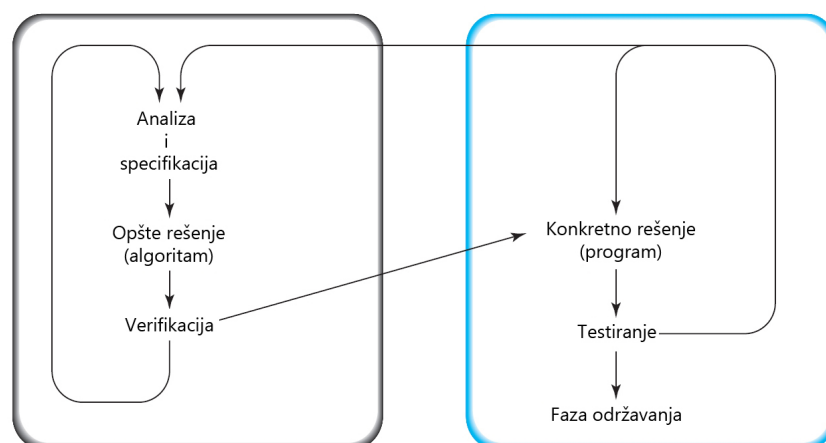 Analiza
i
specifikacija
Opšte rešenje
(algoritam)
Verifikacija
Konkretno rešenje
(program)
Testiranje
Faza održavanja